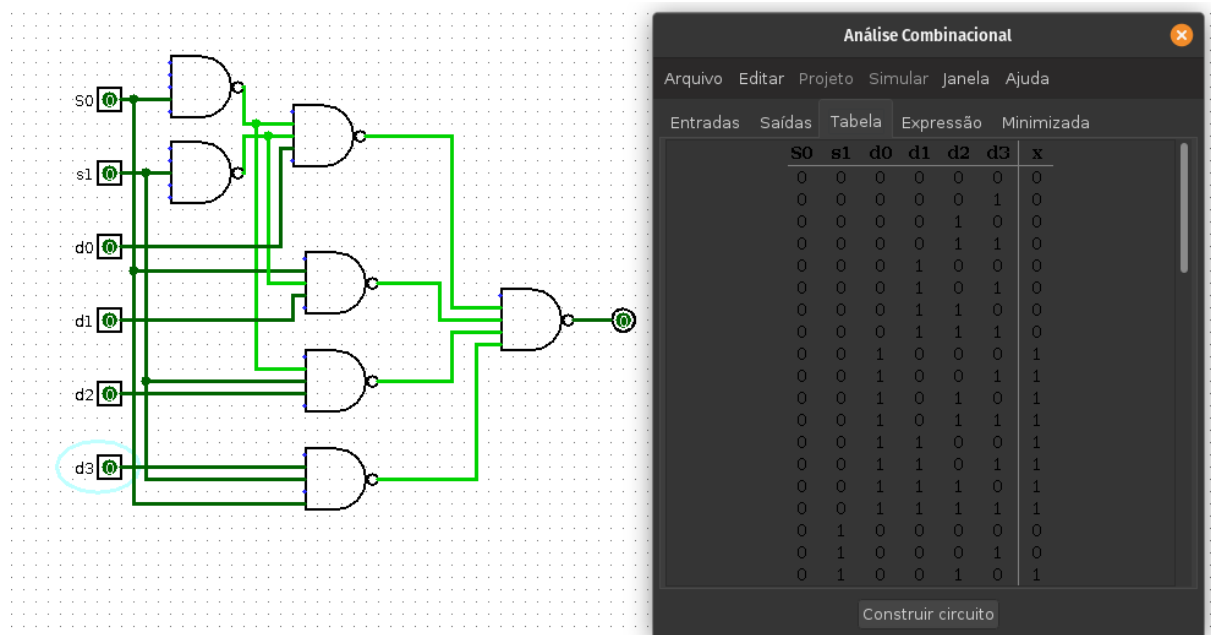 S0 0
s1 0
d0 0
d1 0
d2 0
d3 0
0
Análise Combinacional
Arquivo Editar Projeto Simular Janela Ajuda
Entradas Saídas Tabela Expressão Minimizada
S0 s1 d0 d1 d2 d3 x
0 0 0 0 0 0 0
0 0 0 0 0 1 0
0 0 0 0 1 0 0
0 0 0 0 1 1 0
0 0 0 1 0 0 0
0 0 0 1 0 1 0
0 0 0 1 1 0 0
0 0 0 1 1 1 0
0 0 1 0 0 0 1
0 0 1 0 0 1 1
0 0 1 0 1 0 1
0 0 1 0 1 1 1
0 0 1 1 0 0 1
0 0 1 1 0 1 1
0 0 1 1 1 0 1
0 0 1 1 1 1 1
0 1 0 0 0 0 0
0 1 0 0 0 1 0
0 1 0 0 1 0 1
Construir circuito